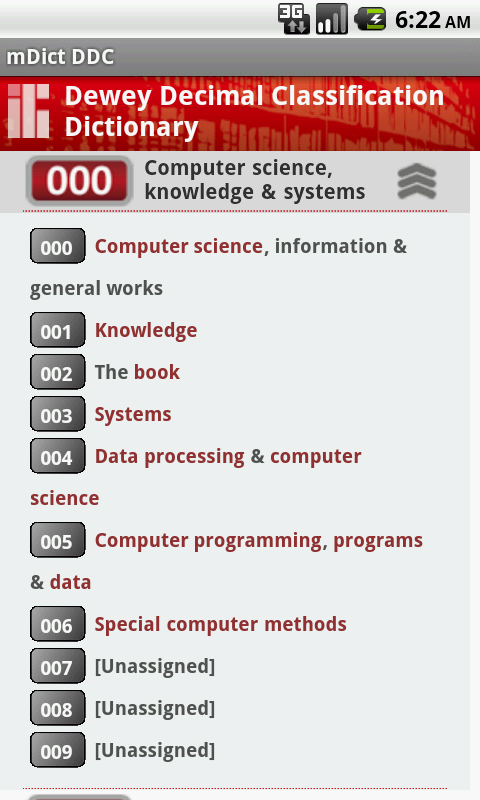 3G
6:22 AM
mDict DDC
Dewey Decimal Classification
Dictionary
000 Computer science,
knowledge & systems
000 Computer science, information &
general works
001 Knowledge
002 The book
003 Systems
004 Data processing & computer
science
005 Computer programming, programs
& data
006 Special computer methods
007 [Unassigned]
008 [Unassigned]
009 [Unassigned]